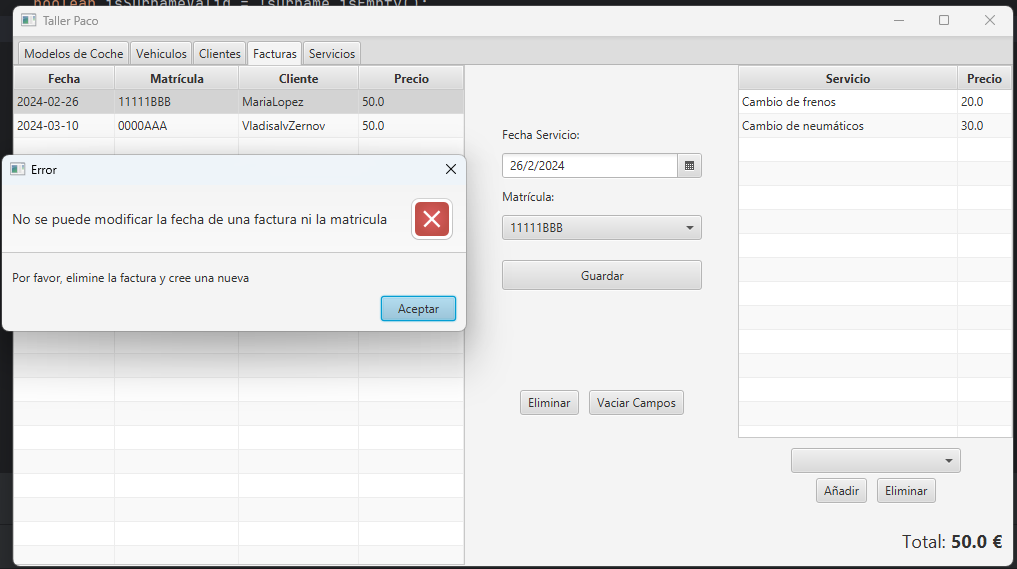 boolean isSurnameValid = !surname.isEmpty();
Taller Paco
Modelos de Coche Vehiculos Clientes Facturas Servicios
Fecha Matrícula Cliente Precio
2024-02-26 11111BBB MariaLopez 50.0
2024-03-10 0000AAA VladisalvZernov 50.0
Error
No se puede modificar la fecha de una factura ni la matricula
Por favor, elimine la factura y cree una nueva
Aceptar
Fecha Servicio:
26/2/2024
Matrícula:
11111BBB
Guardar
Eliminar Vaciar Campos
Servicio Precio
Cambio de frenos 20.0
Cambio de neumáticos 30.0
Añadir Eliminar
Total: 50.0 €